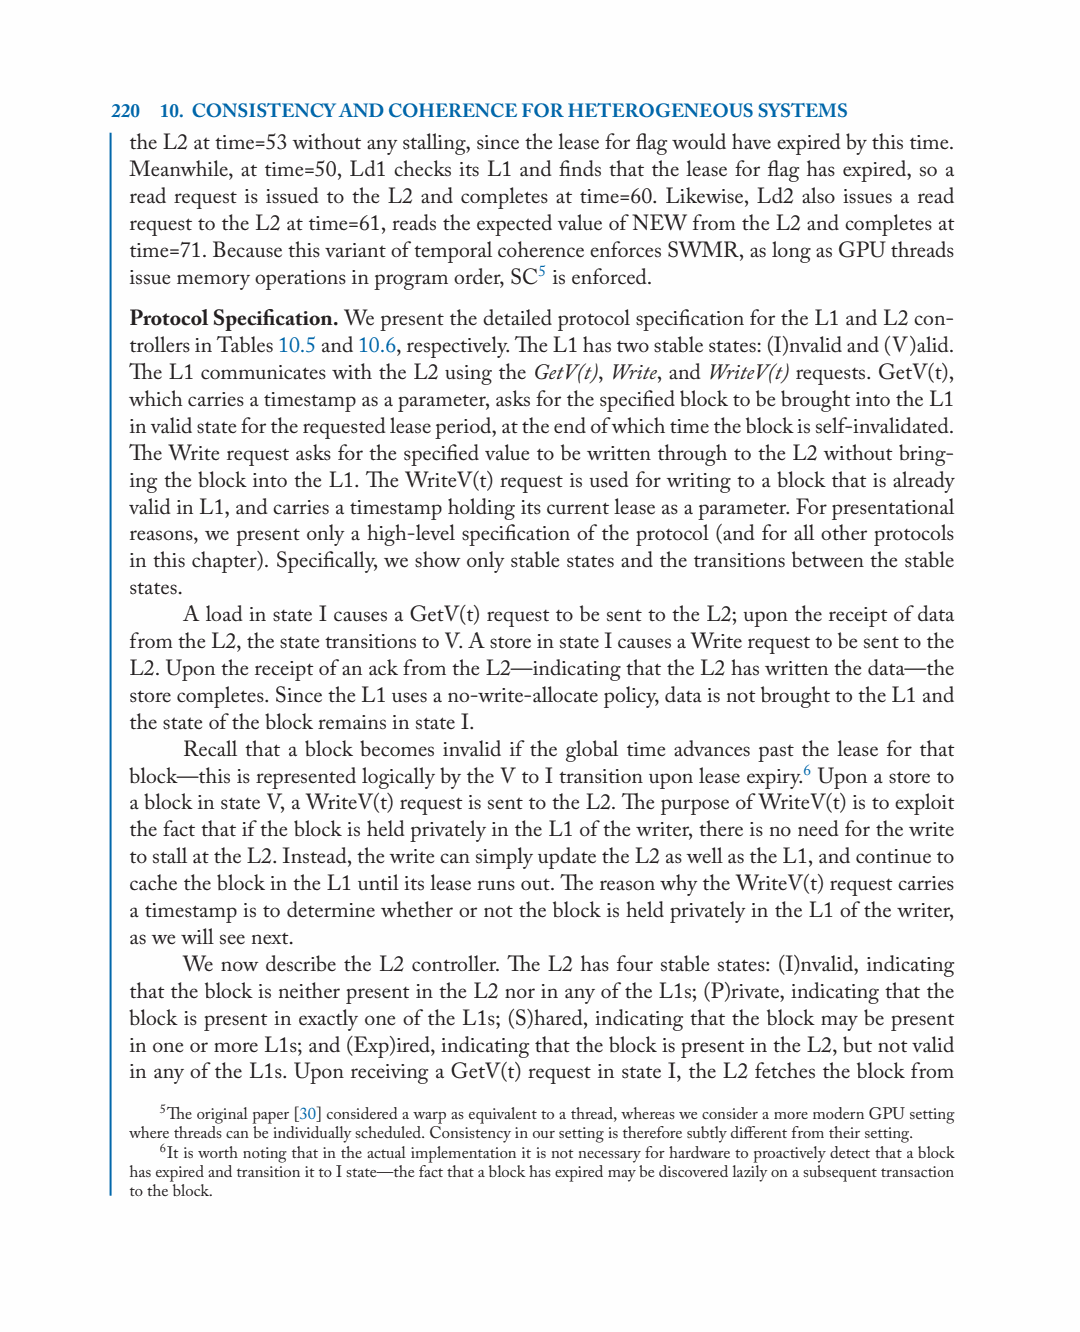 220 10. CONSISTENCY AND COHERENCE FOR HETEROGENEOUS SYSTEMS
the L2 at time=53 without any stalling, since the lease for flag would have expired by this time.
Meanwhile, at time=50, Ld1 checks its L1 and finds that the lease for flag has expired, so a
read request is issued to the L2 and completes at time=60. Likewise, Ld2 also issues a read
request to the L2 at time=61, reads the expected value of NEW from the L2 and completes at
time=71. Because this variant of temporal coherence enforces SWMR, as long as GPU threads
issue memory operations in program order, SC5 is enforced.
Protocol Specification. We present the detailed protocol specification for the L1 and L2 con-
trollers in Tables 10.5 and 10.6, respectively. The L1 has two stable states: (I)nvalid and (V)alid.
The L1 communicates with the L2 using the GetV(t), Write, and WriteV(t) requests. GetV(t),
which carries a timestamp as a parameter, asks for the specified block to be brought into the L1
in valid state for the requested lease period, at the end of which time the block is self-invalidated.
The Write request asks for the specified value to be written through to the L2 without bring-
ing the block into the L1. The WriteV(t) request is used for writing to a block that is already
valid in L1, and carries a timestamp holding its current lease as a parameter. For presentational
reasons, we present only a high-level specification of the protocol (and for all other protocols
in this chapter). Specifically, we show only stable states and the transitions between the stable
states.
A load in state I causes a GetV(t) request to be sent to the L2; upon the receipt of data
from the L2, the state transitions to V. A store in state I causes a Write request to be sent to the
L2. Upon the receipt of an ack from the L2—indicating that the L2 has written the data—the
store completes. Since the L1 uses a no-write-allocate policy, data is not brought to the L1 and
the state of the block remains in state I.
Recall that a block becomes invalid if the global time advances past the lease for that
block—this is represented logically by the V to I transition upon lease expiry.6 Upon a store to
a block in state V, a WriteV(t) request is sent to the L2. The purpose of WriteV(t) is to exploit
the fact that if the block is held privately in the L1 of the writer, there is no need for the write
to stall at the L2. Instead, the write can simply update the L2 as well as the L1, and continue to
cache the block in the L1 until its lease runs out. The reason why the WriteV(t) request carries
a timestamp is to determine whether or not the block is held privately in the L1 of the writer,
as we will see next.
We now describe the L2 controller. The L2 has four stable states: (I)nvalid, indicating
that the block is neither present in the L2 nor in any of the L1s; (P)rivate, indicating that the
block is present in exactly one of the L1s; (S)hared, indicating that the block may be present
in one or more L1s; and (Exp)ired, indicating that the block is present in the L2, but not valid
in any of the L1s. Upon receiving a GetV(t) request in state I, the L2 fetches the block from
5The original paper [30] considered a warp as equivalent to a thread, whereas we consider a more modern GPU setting
where threads can be individually scheduled. Consistency in our setting is therefore subtly different from their setting.
6It is worth noting that in the actual implementation it is not necessary for hardware to proactively detect that a block
has expired and transition it to I state—the fact that a block has expired may be discovered lazily on a subsequent transaction
to the block.